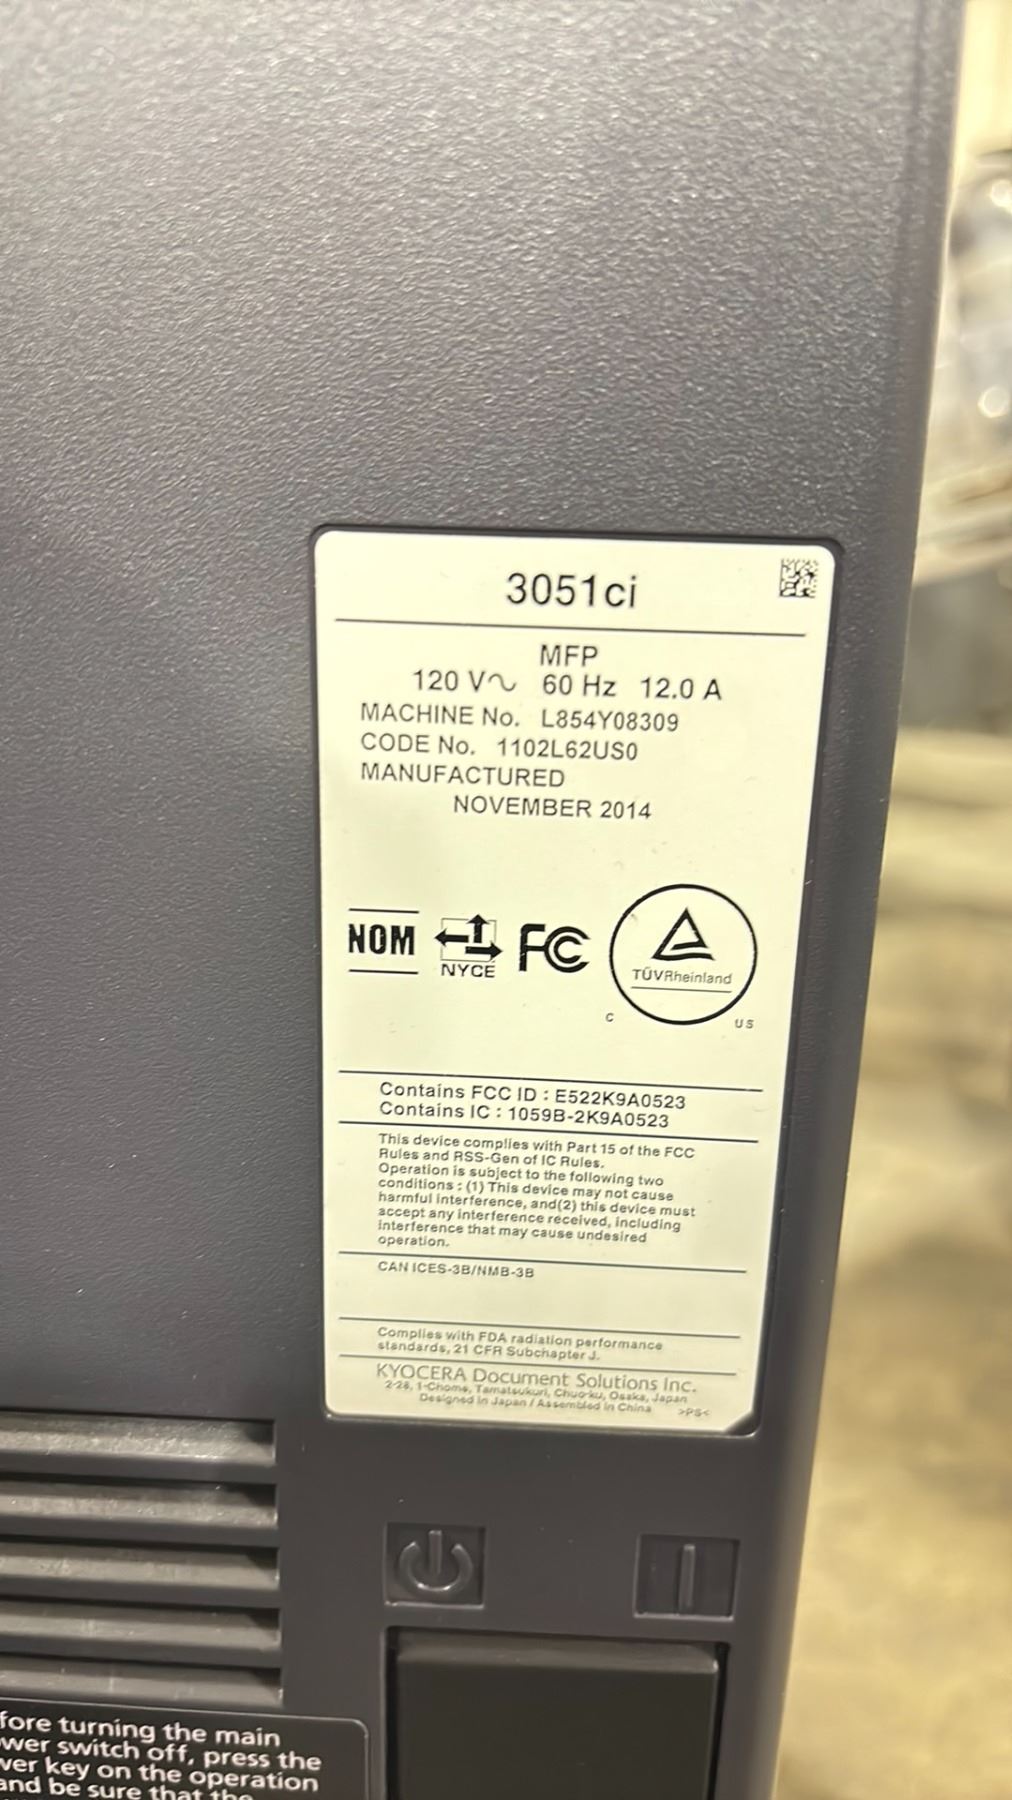 3051ci
MFP
120 V～ 60 Hz 12.0 A
MACHINE No. L854Y08309
CODE No. 1102L62US0
MANUFACTURED
NOVEMBER 2014
NOM
NYCE
FC
TÜVRheinland
C US
Contains FCC ID : E522K9A0523
Contains IC : 1059B-2K9A0523
This device complies with Part 15 of the FCC
Rules and RSS-Gen of IC Rules.
Operation is subject to the following two
conditions : (1) This device may not cause
harmful interference, and(2) this device must
accept any interference received, including
interference that may cause undesired
operation.
CAN ICES-3B/NMB-3B
Complies with FDA radiation performance
standards, 21 CFR Subchapter J.
KYOCERA Document Solutions Inc.
2-28, 1-Chome, Tamatsukuri, Chuo-ku, Osaka, Japan
Designed in Japan / Assembled in China >PS<
fore turning the main
wer switch off, press the
wer key on the operation
and be sure that the